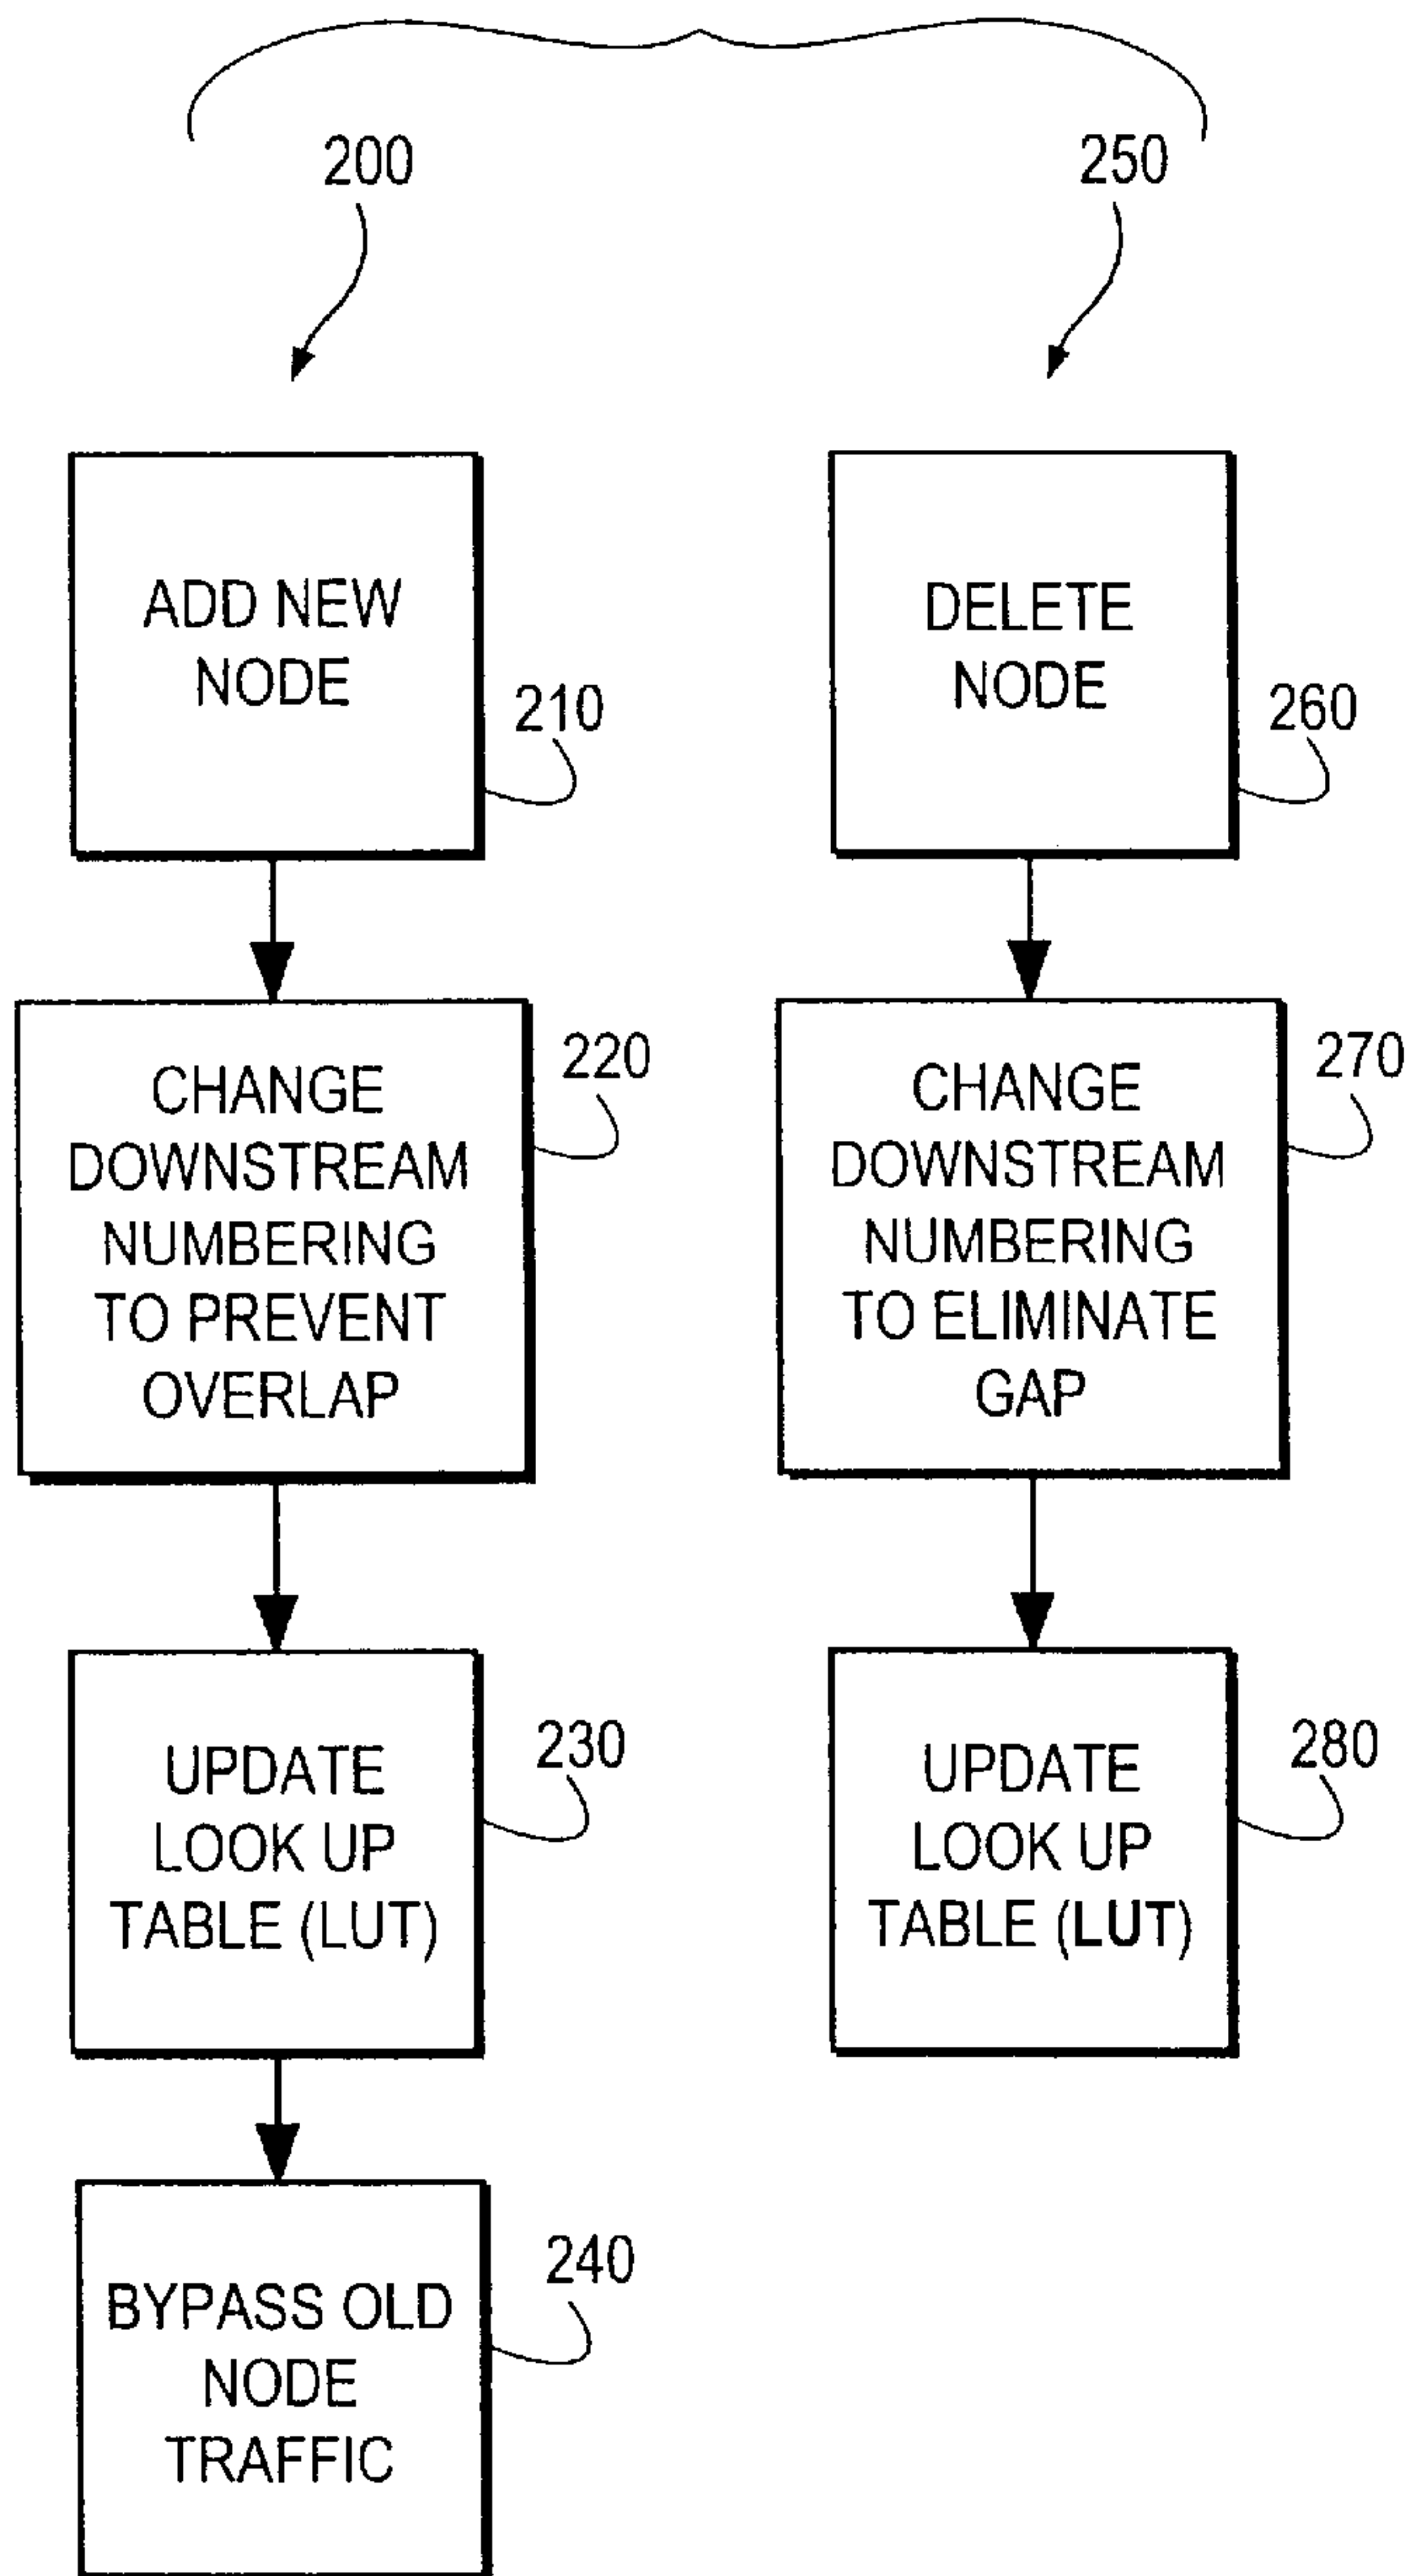 200
ADD NEW
NODE
210
CHANGE
DOWNSTREAM
NUMBERING
TO PREVENT
OVERLAP
220
UPDATE
LOOK UP
TABLE (LUT)
230
BYPASS OLD
NODE
TRAFFIC
240
250
DELETE
NODE
260
CHANGE
DOWNSTREAM
NUMBERING
TO ELIMINATE
GAP
270
UPDATE
LOOK UP
TABLE (LUT)
280